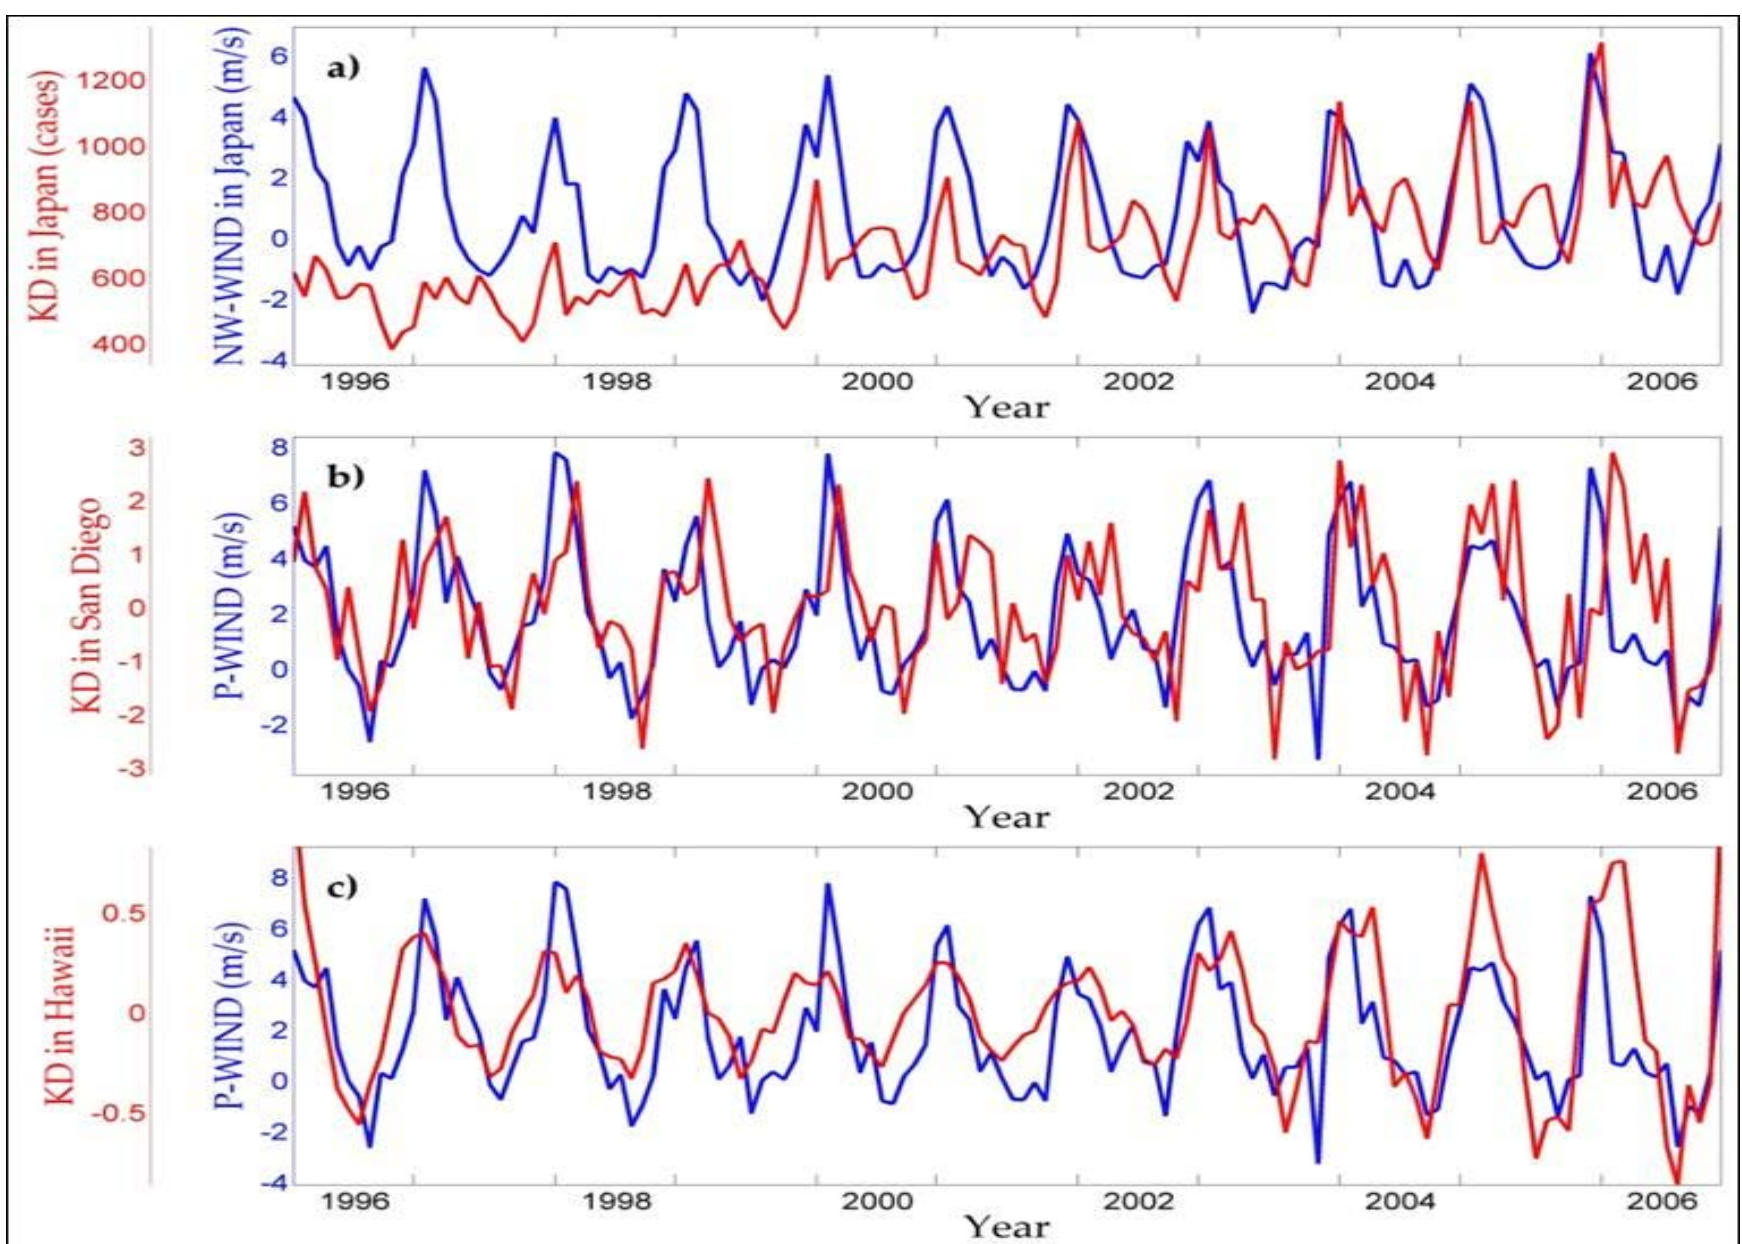 a)
KD in Japan (cases)
1200
1000
800
600
400
NW-WIND in Japan (m/s)
6
4
2
0
-2
-4
1996 1998 2000 2002 2004 2006
Year
b)
KD in San Diego
3
2
1
0
-1
-2
-3
P-WIND (m/s)
8
6
4
2
0
-2
1996 1998 2000 2002 2004 2006
Year
c)
KD in Hawaii
0.5
0
-0.5
P-WIND (m/s)
8
6
4
2
0
-2
-4
1996 1998 2000 2002 2004 2006
Year